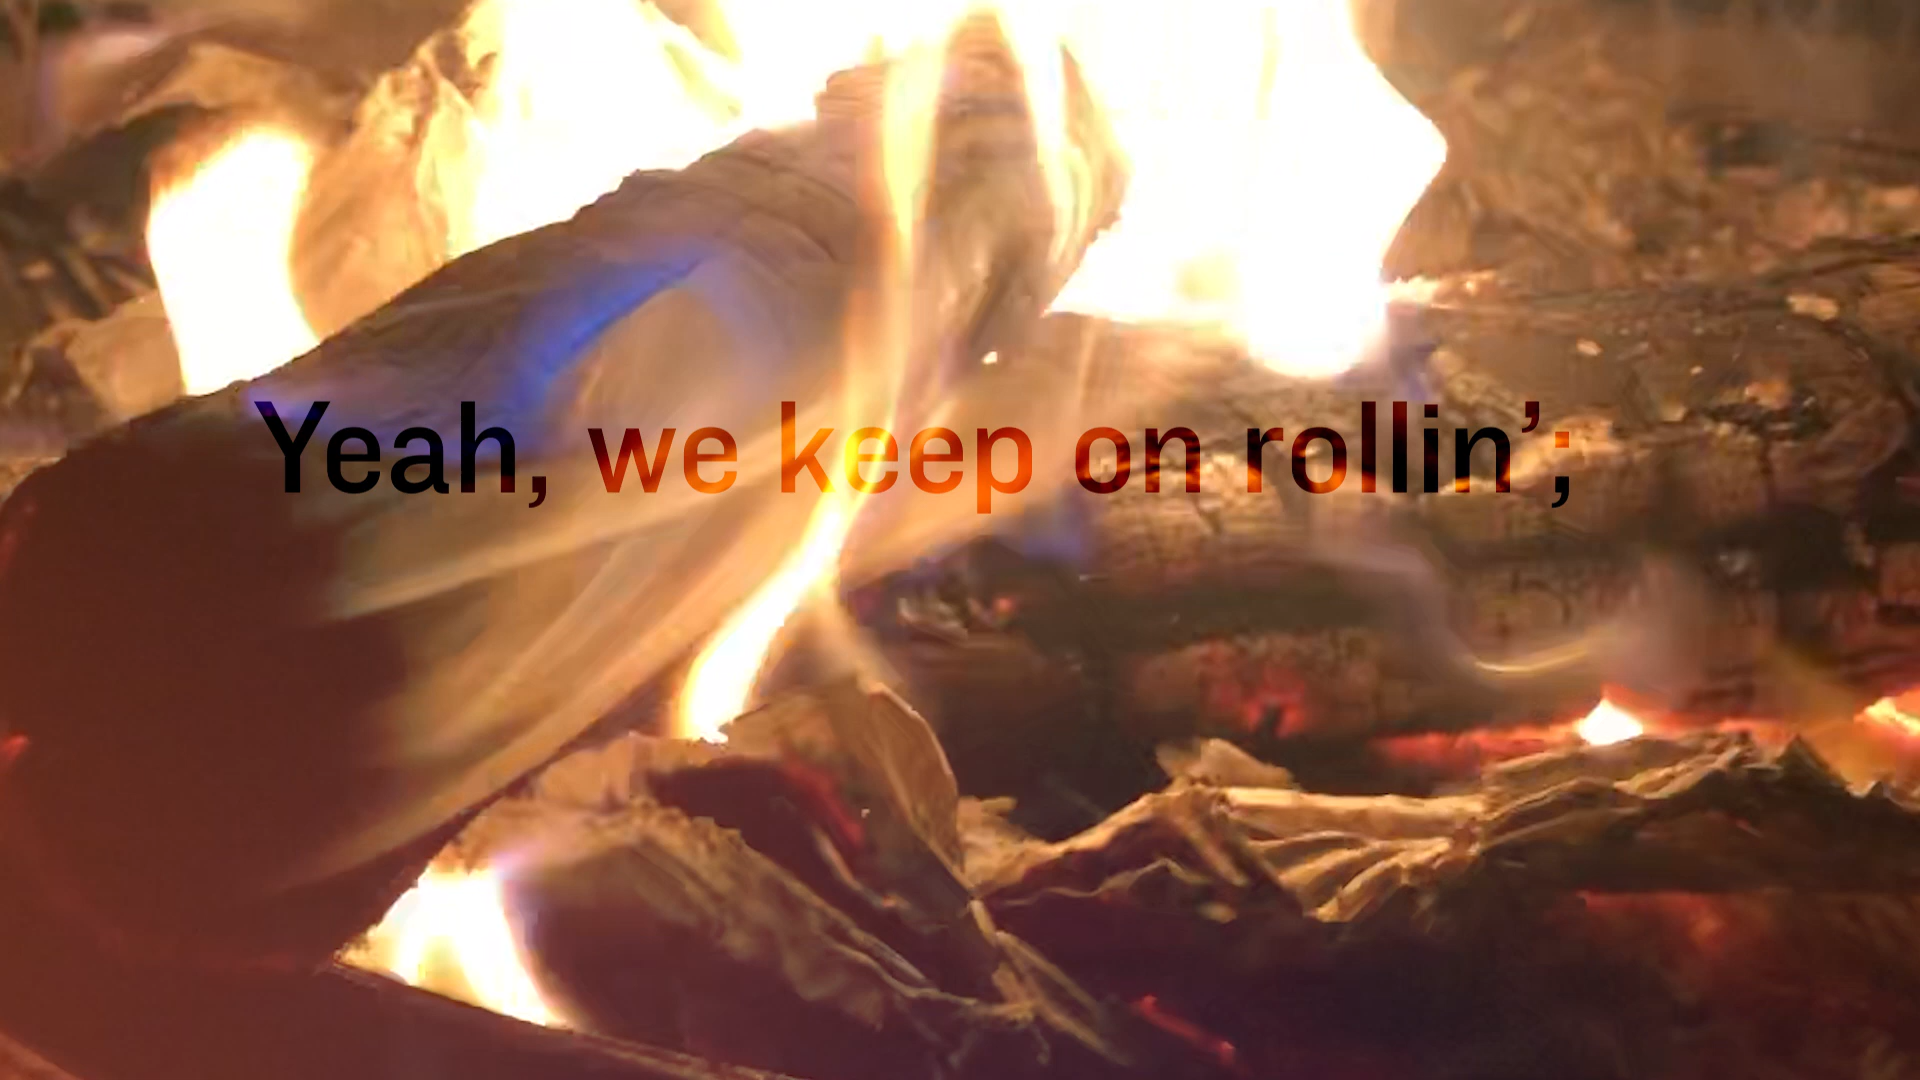 Yeah, we keep on rollin’;